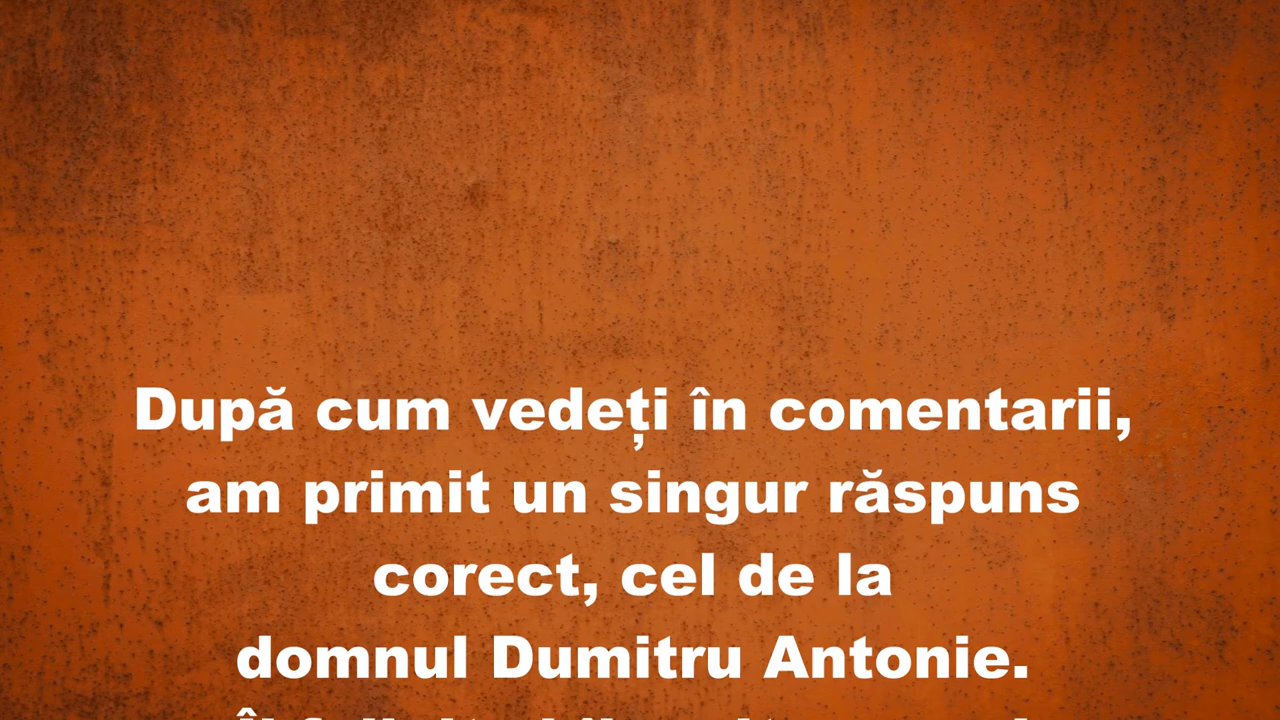 După cum vedeți în comentarii,
am primit un singur răspuns
corect, cel de la
domnul Dumitru Antonie.